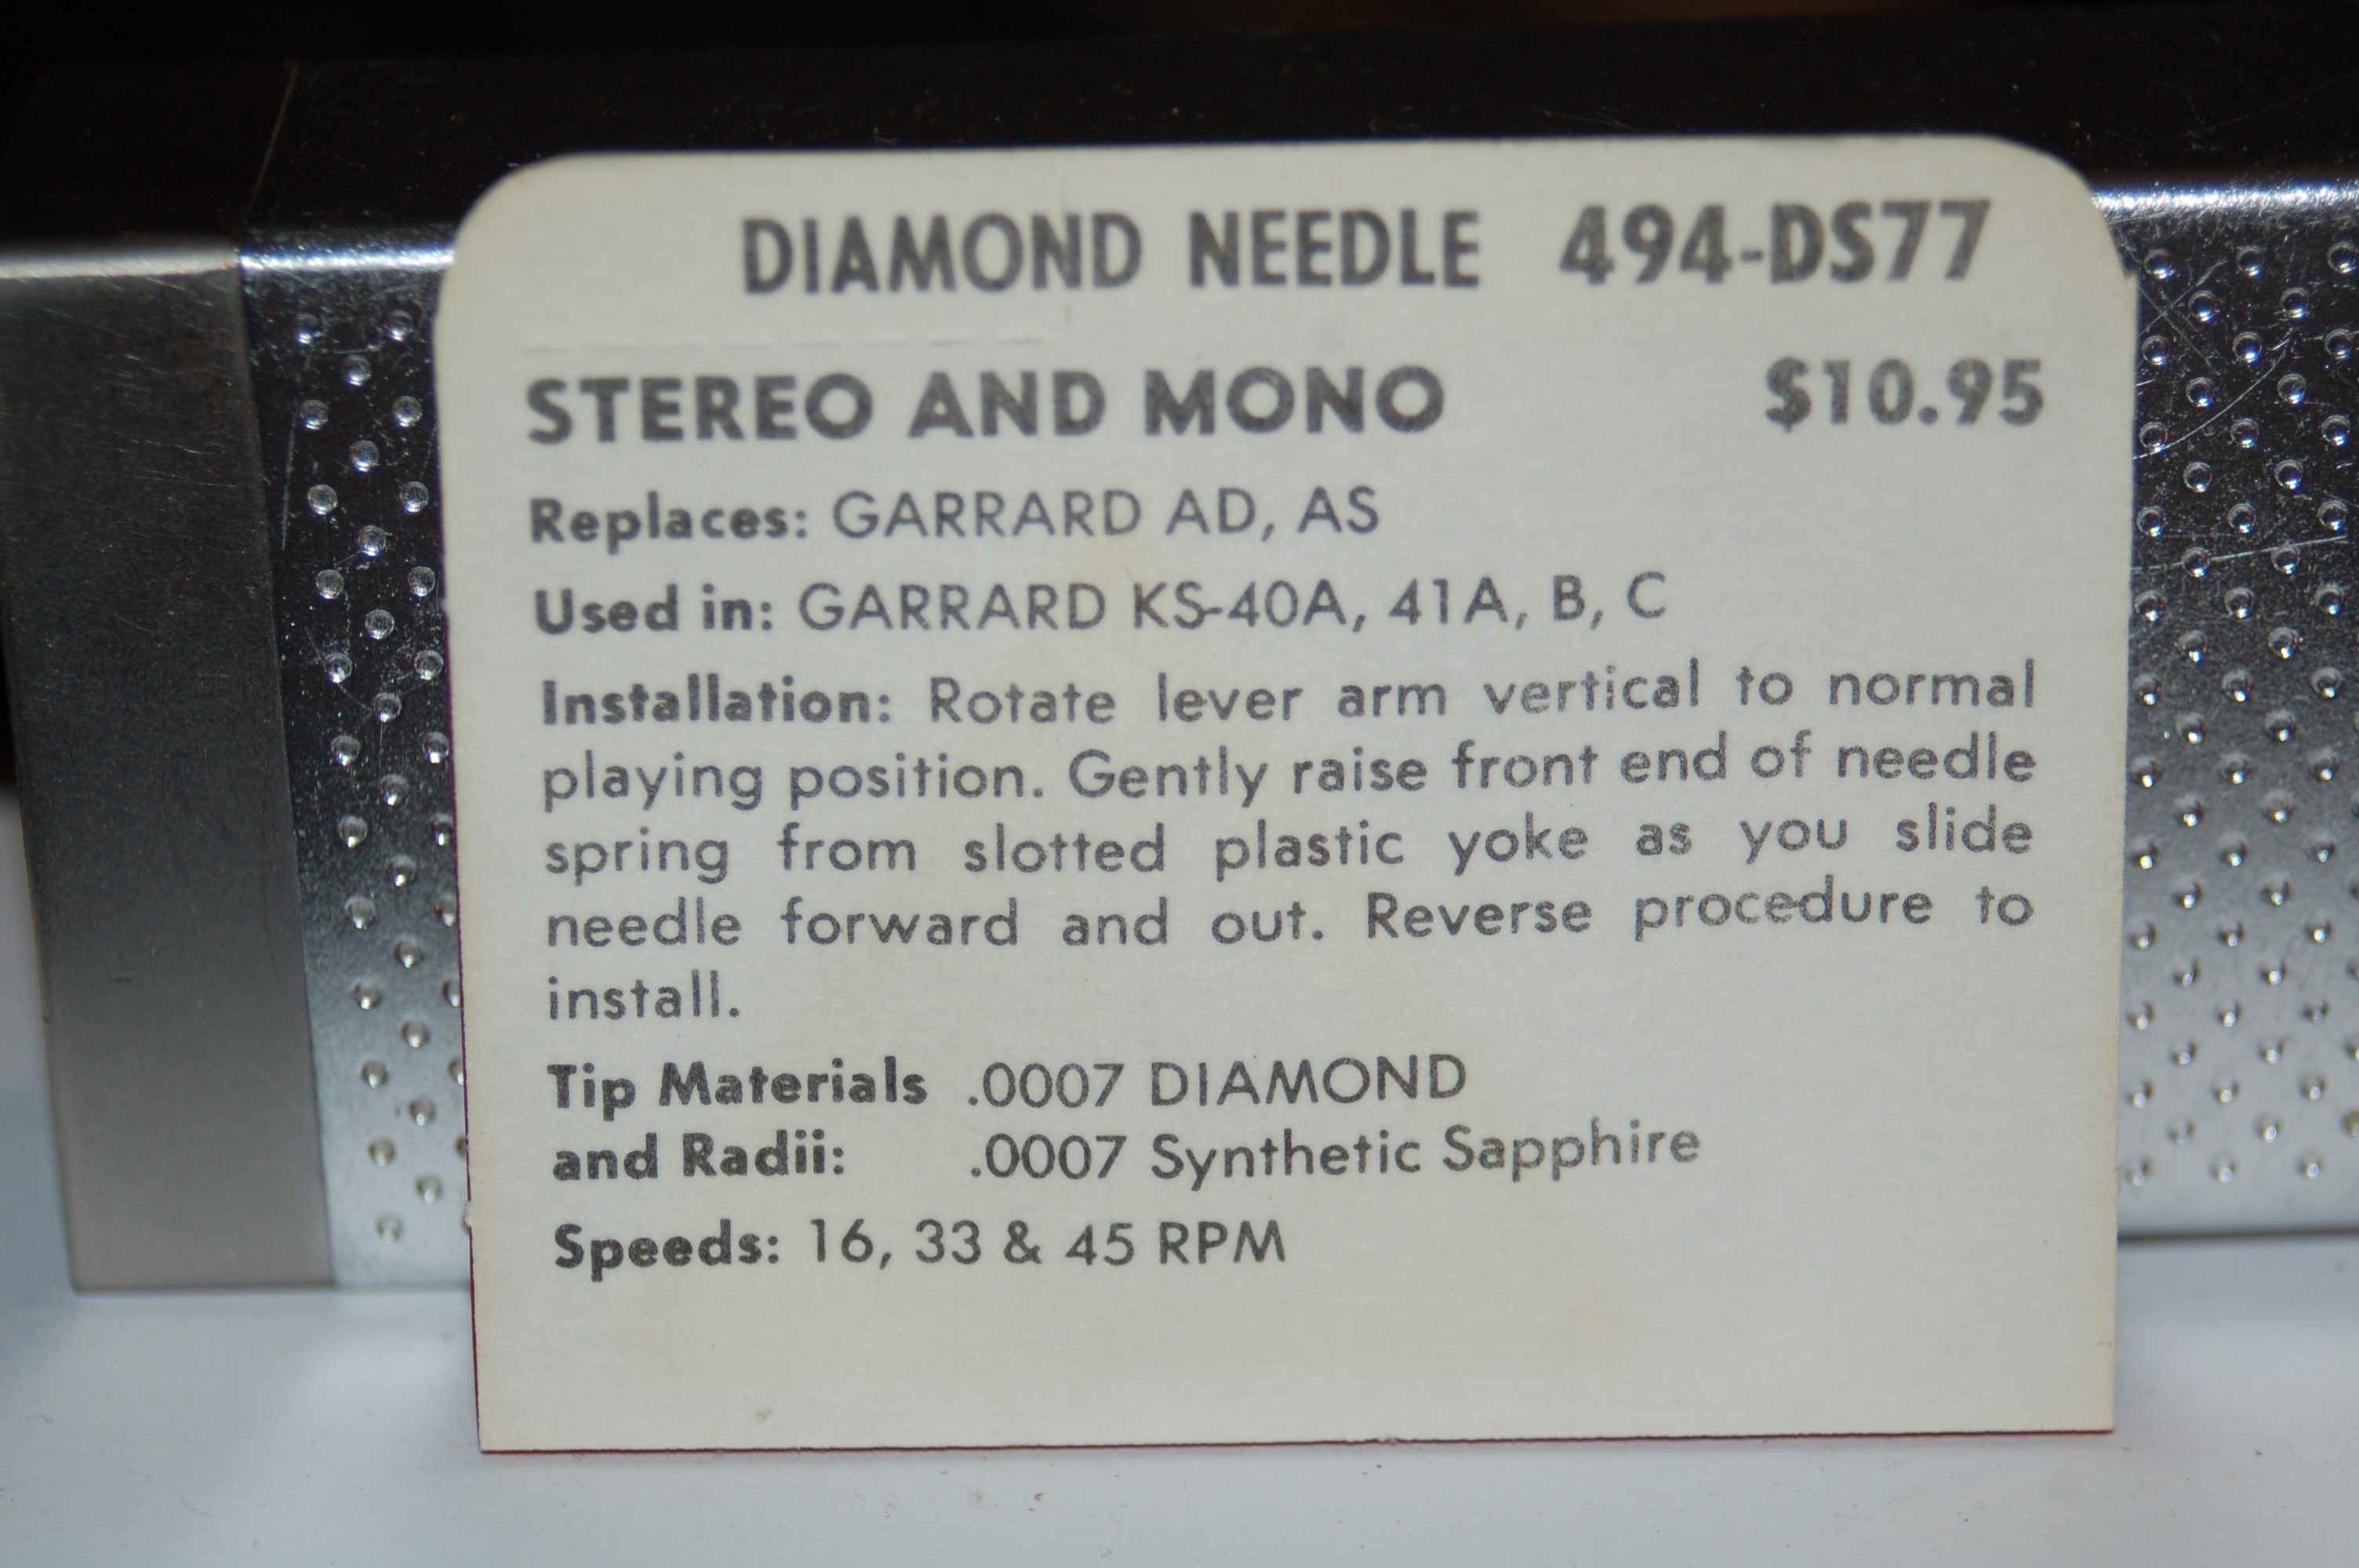 DIAMOND NEEDLE 494-DS77
STEREO AND MONO $10.95
Replaces: GARRARD AD, AS
Used in: GARRARD KS-40A, 41A, B, C
Installation: Rotate lever arm vertical to normal
playing position. Gently raise front end of needle
spring from slotted plastic yoke as you slide
needle forward and out. Reverse procedure to
install.
Tip Materials .0007 DIAMOND
and Radii: .0007 Synthetic Sapphire
Speeds: 16, 33 & 45 RPM